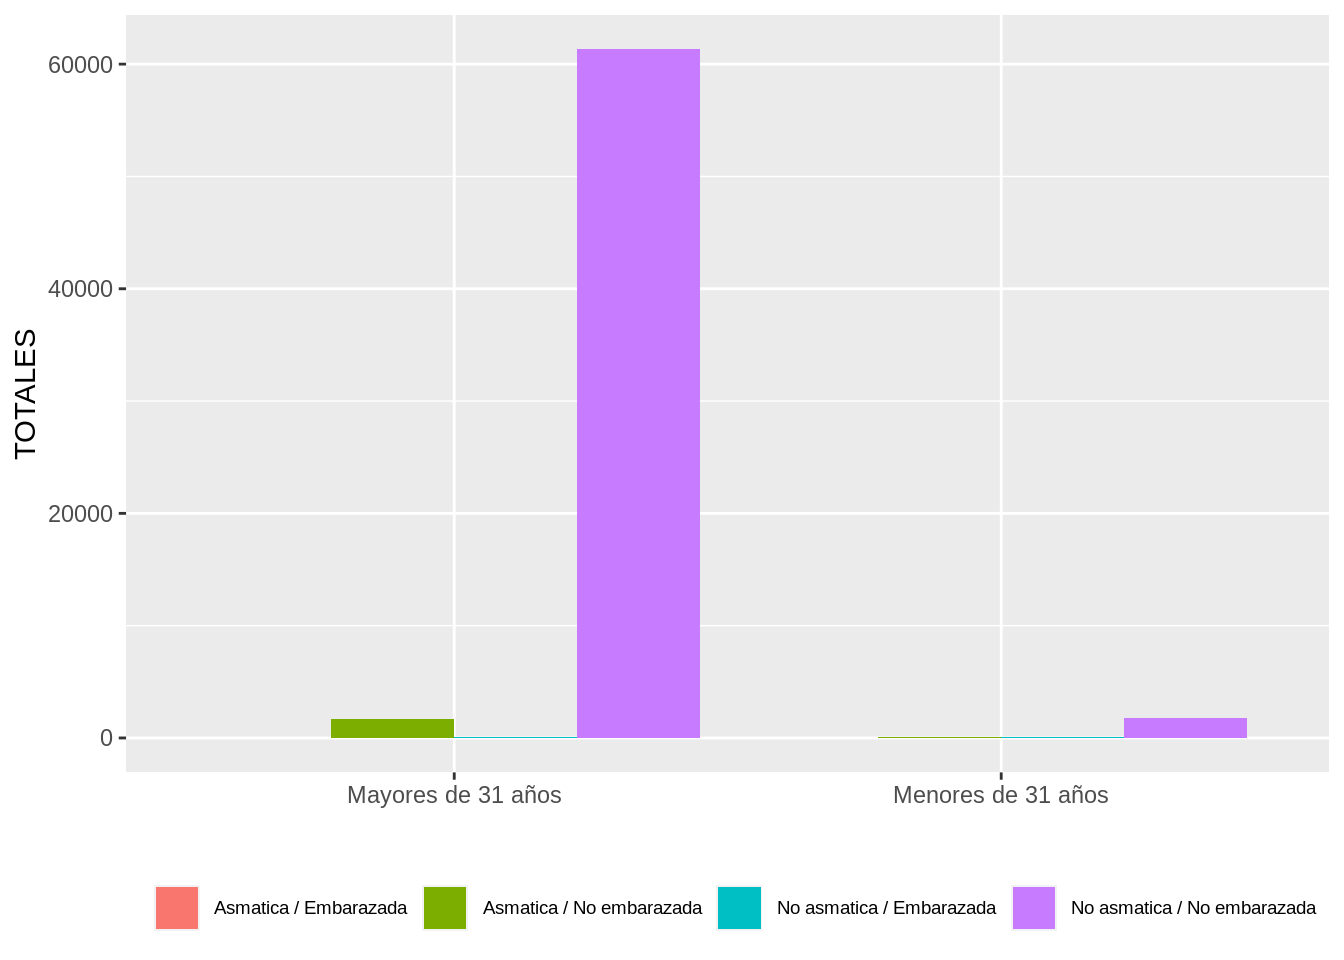 TOTALES
60000
40000
20000
0
Mayores de 31 años
Menores de 31 años
Asmatica / Embarazada
Asmatica / No embarazada
No asmatica / Embarazada
No asmatica / No embarazada